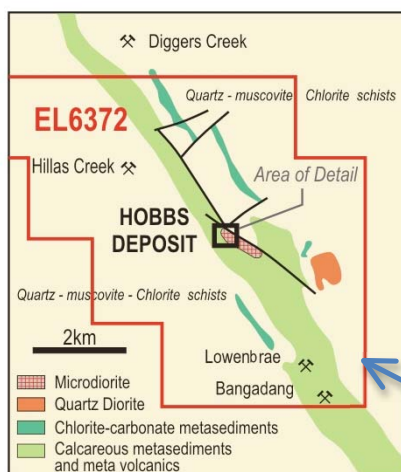 Diggers Creek
Quartz - muscovite - Chlorite schists
EL6372
Area of Detail
Hillas Creek
HOBBS
DEPOSIT
Quartz - muscovite - Chlorite schists
2km
Lowenbrae
Bangadang
Microdiorite
Quartz Diorite
Chlorite-carbonate metasediments
Calcareous metasediments
and meta volcanics